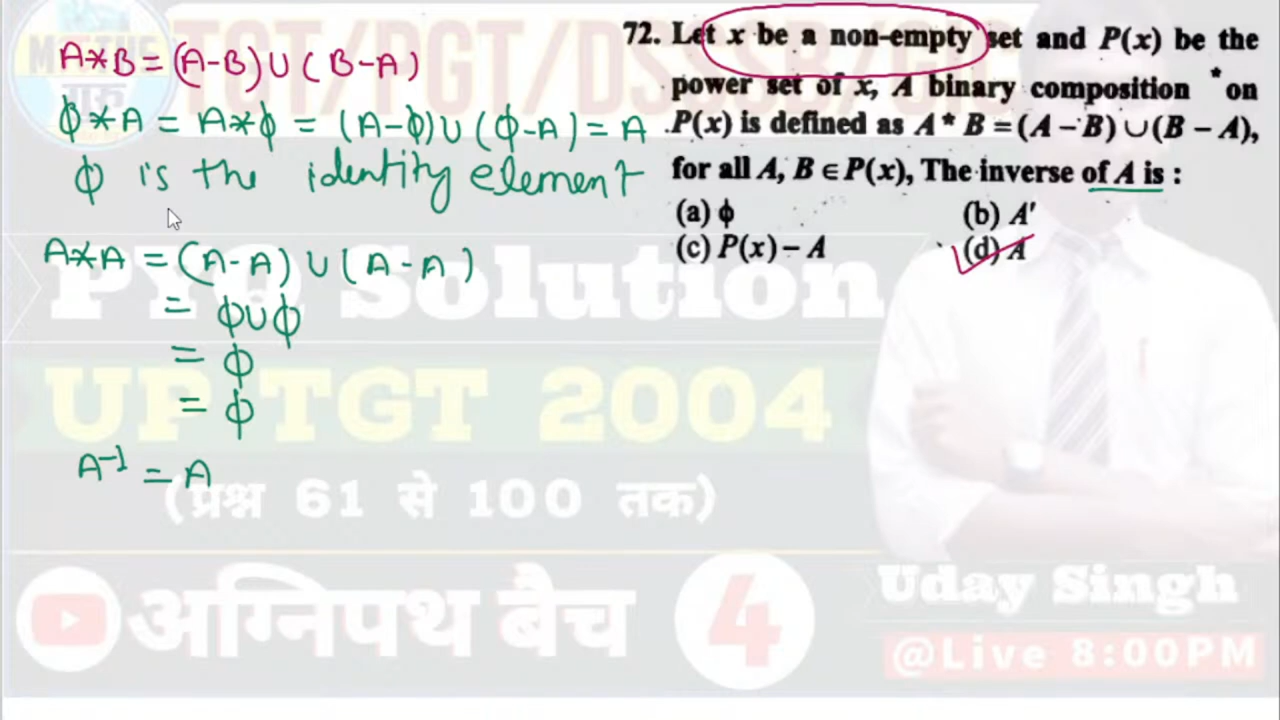 A*B = (A-B) ∪ (B-A)
ϕ*A = A*ϕ = (A-ϕ) ∪ (ϕ-A) = A
ϕ is the identity element
A*A = (A-A) ∪ (A-A)
= ϕ∪ϕ
= ϕ
= ϕ
A⁻¹ = A
72. Let x be a non-empty set and P(x) be the
power set of x, A binary composition * on
P(x) is defined as A * B = (A – B) ∪ (B – A),
for all A, B ∈ P(x), The inverse of A is :
(a) ϕ (b) A′
(c) P(x) – A (d) A
MATHS
गुरु
TGT/PGT/DSSSB/GIC
PYQ Solution
UP TGT 2004
(प्रश्न 61 से 100 तक)
अग्निपथ बैच 4
Uday Singh
@Live 8:00PM